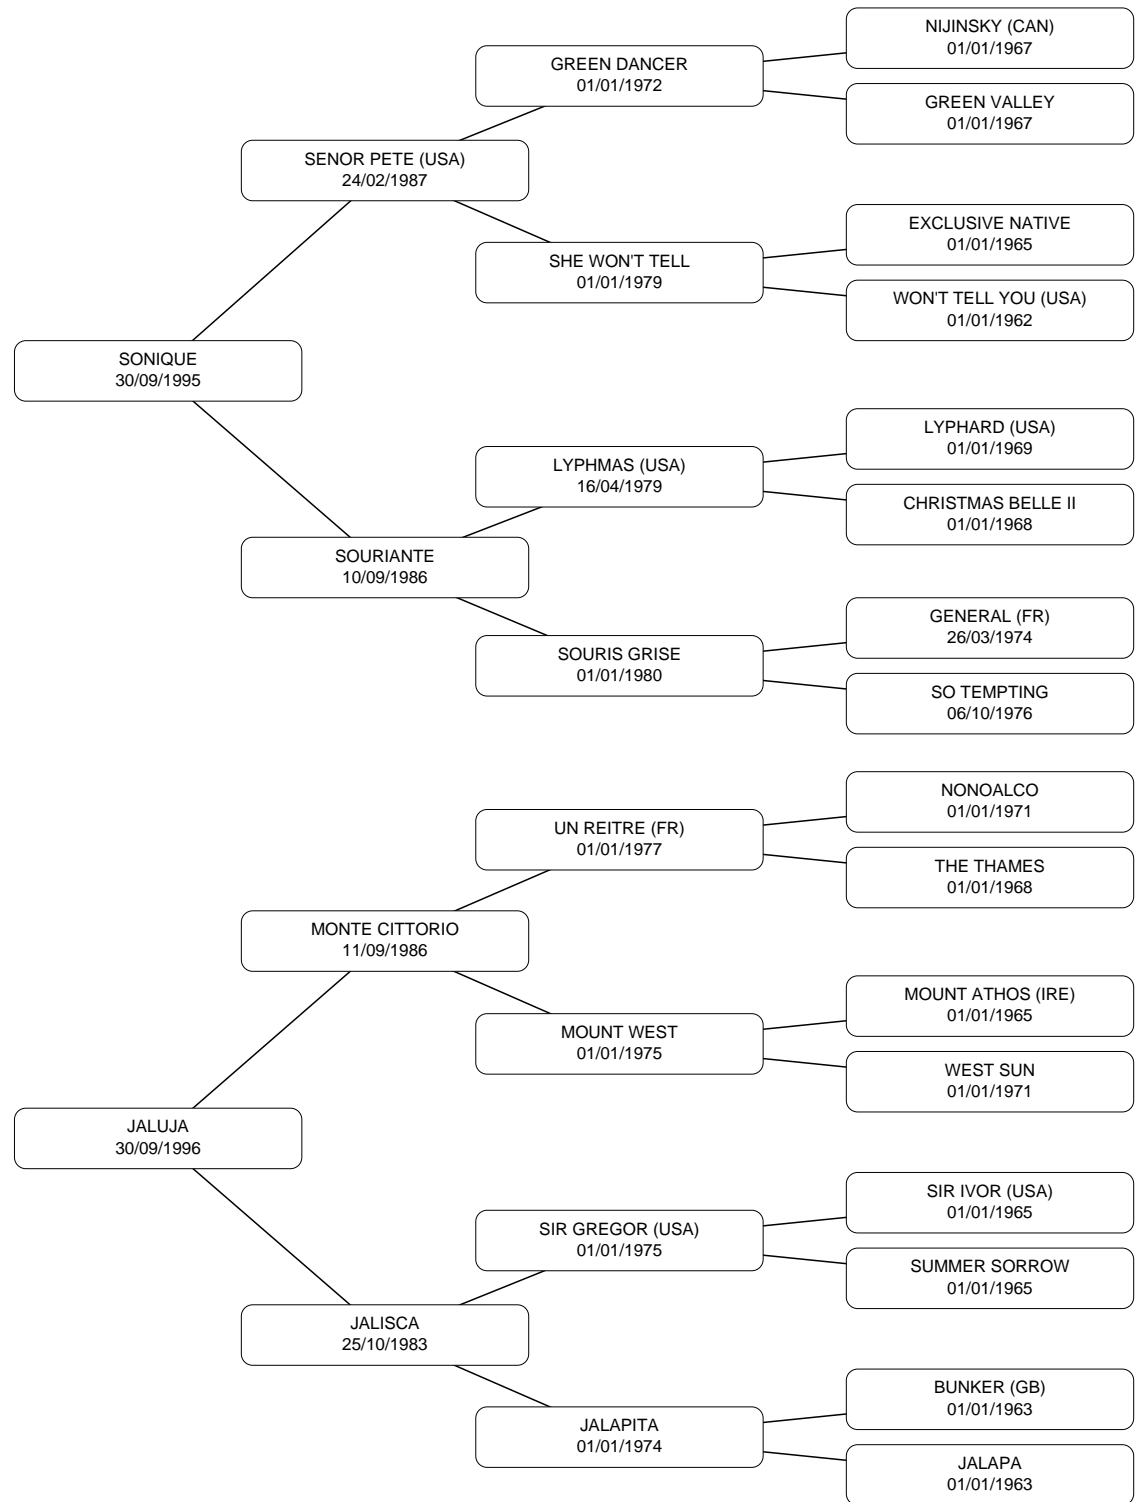 NIJINSKY (CAN)
01/01/1967
GREEN DANCER
01/01/1972
GREEN VALLEY
01/01/1967
SENOR PETE (USA)
24/02/1987
EXCLUSIVE NATIVE
01/01/1965
SHE WON'T TELL
01/01/1979
WON'T TELL YOU (USA)
01/01/1962
SONIQUE
30/09/1995
LYPHARD (USA)
01/01/1969
LYPHMAS (USA)
16/04/1979
CHRISTMAS BELLE II
01/01/1968
SOURIANTE
10/09/1986
GENERAL (FR)
26/03/1974
SOURIS GRISE
01/01/1980
SO TEMPTING
06/10/1976
NONOALCO
01/01/1971
UN REITRE (FR)
01/01/1977
THE THAMES
01/01/1968
MONTE CITTORIO
11/09/1986
MOUNT ATHOS (IRE)
01/01/1965
MOUNT WEST
01/01/1975
WEST SUN
01/01/1971
JALUJA
30/09/1996
SIR IVOR (USA)
01/01/1965
SIR GREGOR (USA)
01/01/1975
SUMMER SORROW
01/01/1965
JALISCA
25/10/1983
BUNKER (GB)
01/01/1963
JALAPITA
01/01/1974
JALAPA
01/01/1963